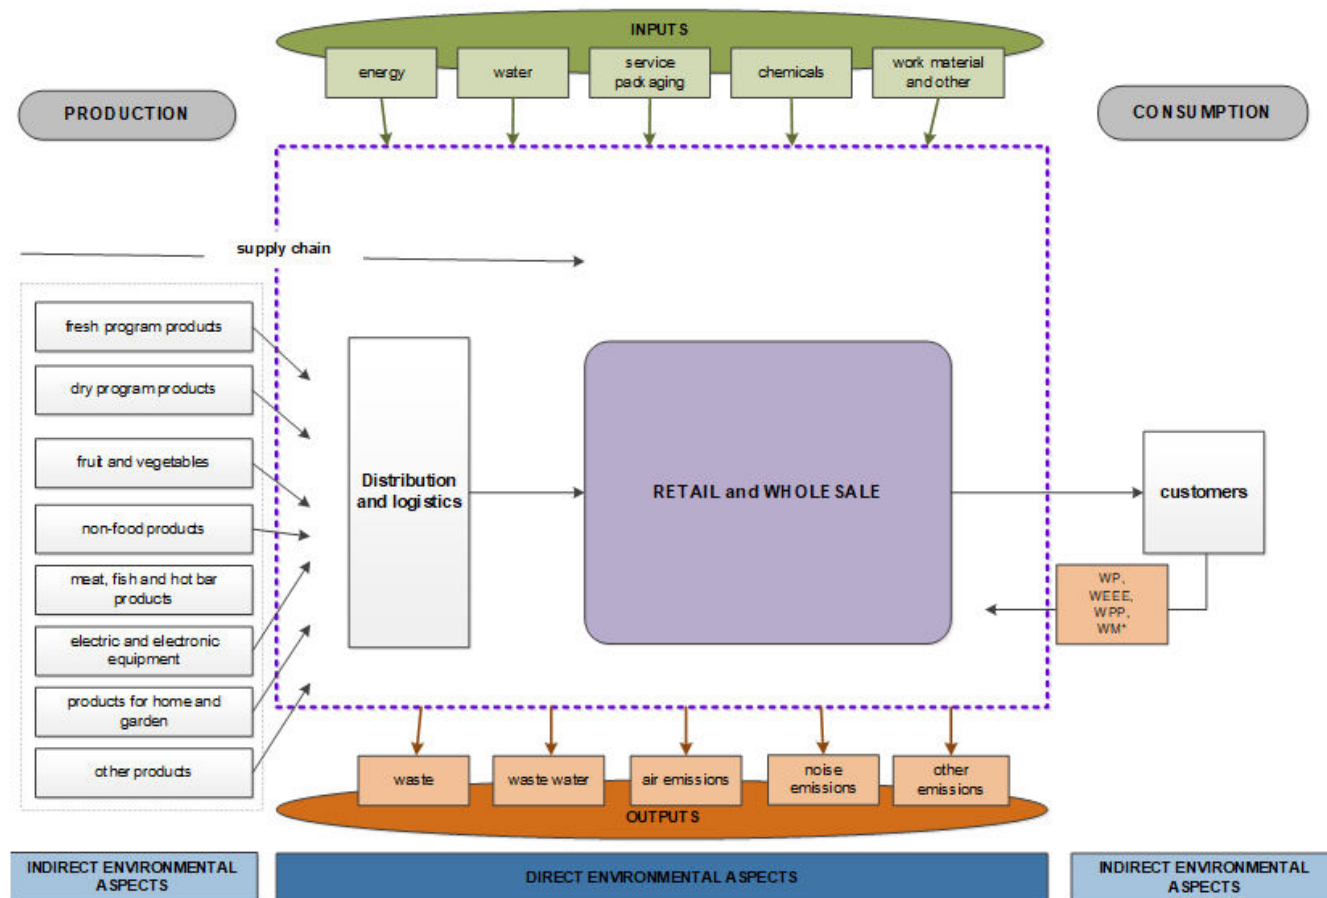 INPUTS
energy
water
service
packaging
chemicals
work material
and other
PRODUCTION
CONSUMPTION
supply chain
fresh program products
dry program products
fruit and vegetables
non-food products
meat, fish and hot bar
products
electric and electronic
equipment
products for home and
garden
other products
Distribution
and logistics
RETAIL and WHOLE SALE
customers
WP,
WEEE,
WPP,
WM*
waste
waste water
air emissions
noise
emissions
other
emissions
OUTPUTS
INDIRECT ENVIRONMENTAL
ASPECTS
DIRECT ENVIRONMENTAL ASPECTS
INDIRECT ENVIRONMENTAL
ASPECTS